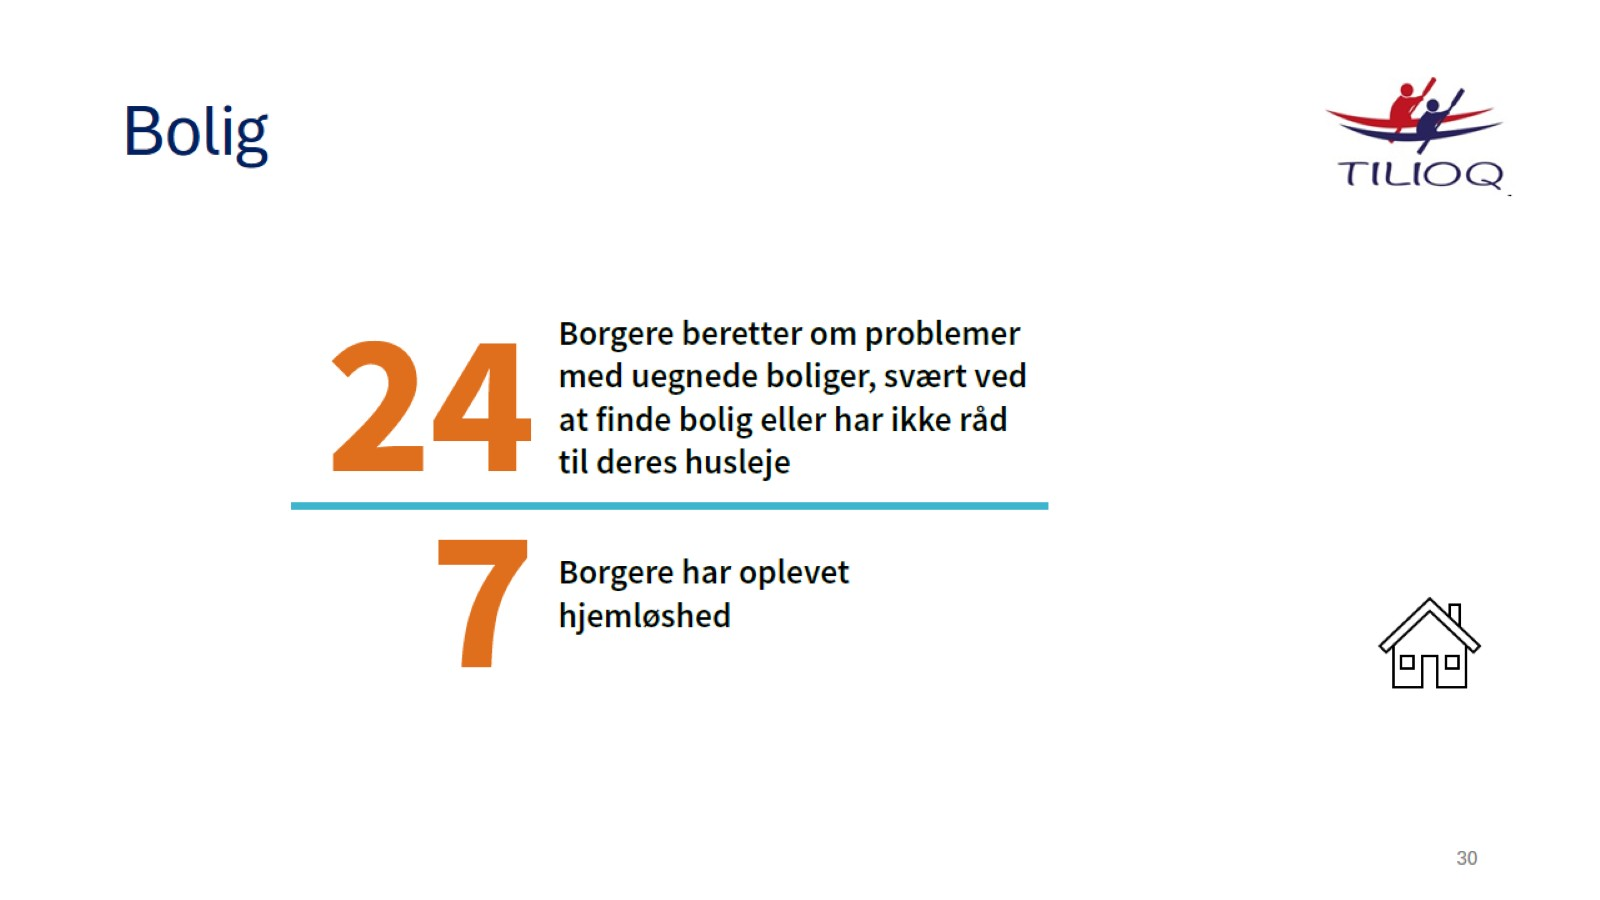 Bolig
TILIOQ
24
Borgere beretter om problemer
med uegnede boliger, svært ved
at finde bolig eller har ikke råd
til deres husleje
7
Borgere har oplevet
hjemløshed
30